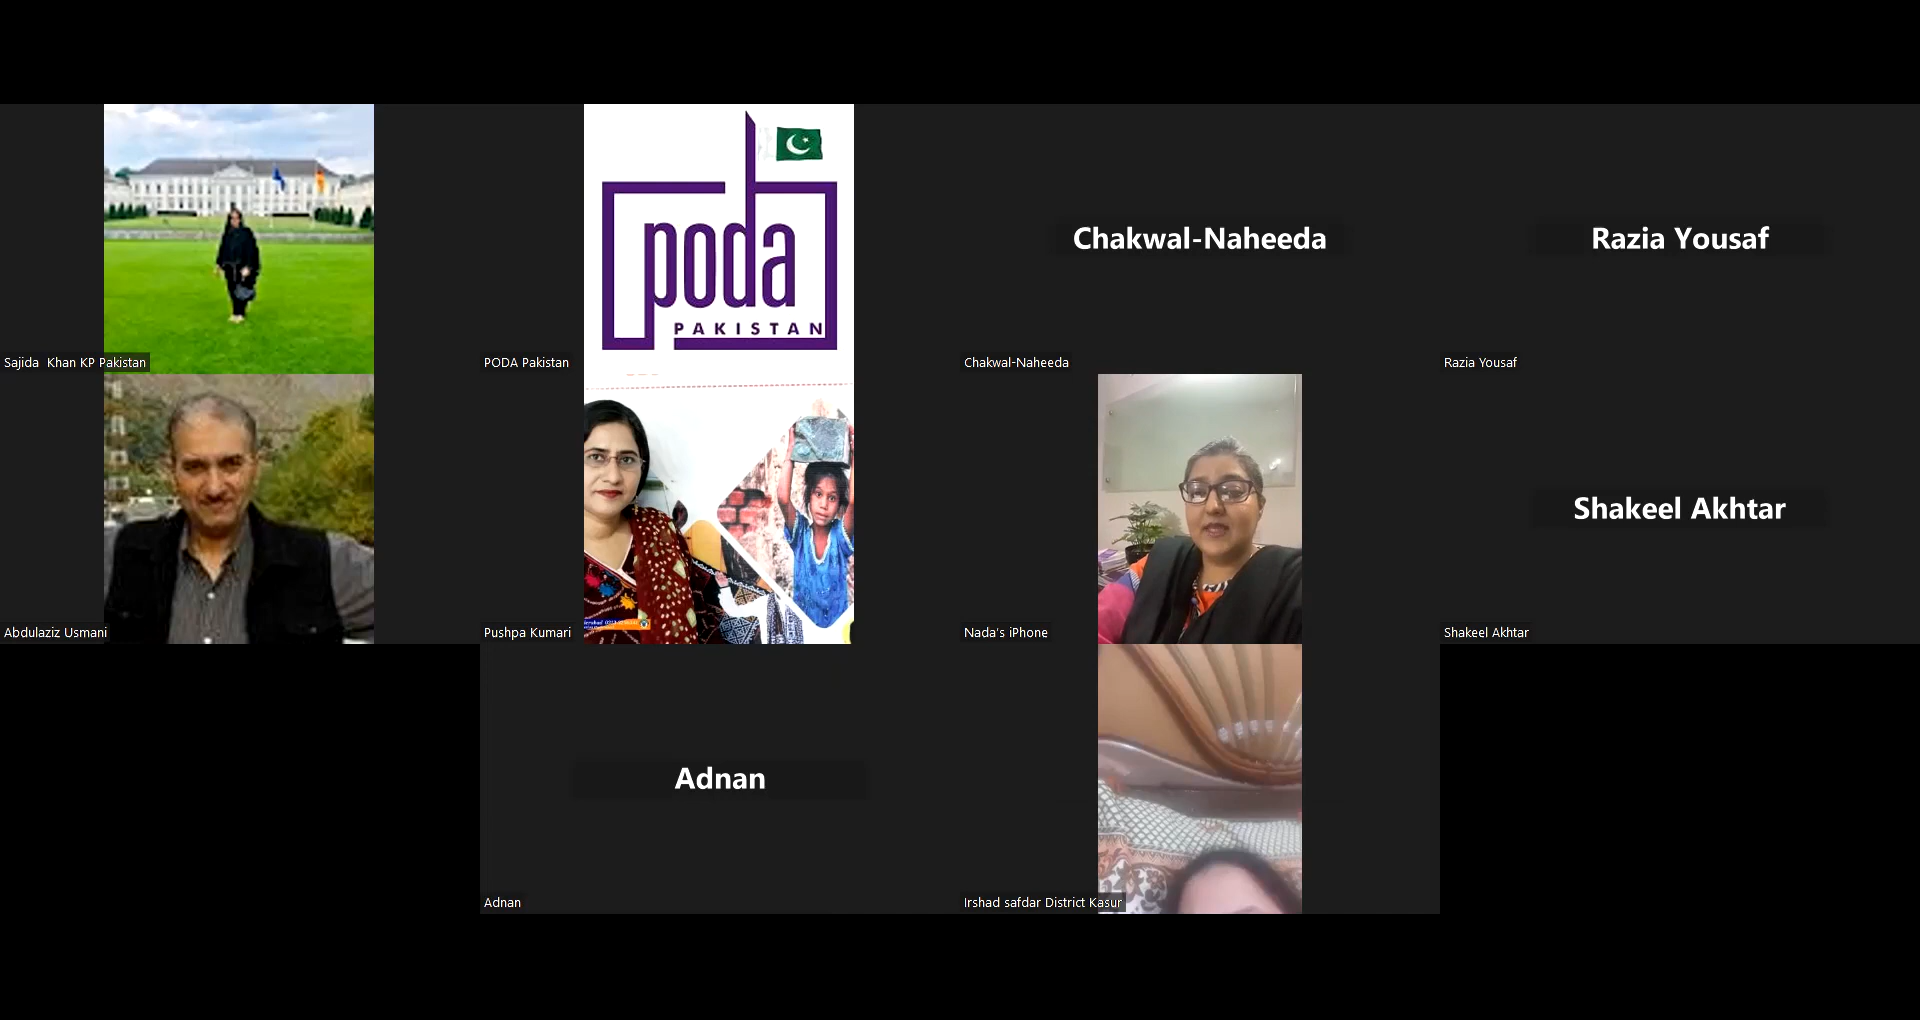 poda
PAKISTAN
Chakwal-Naheeda
Razia Yousaf
Sajida Khan KP Pakistan
PODA Pakistan
Chakwal-Naheeda
Razia Yousaf
Shakeel Akhtar
Abdulaziz Usmani
Pushpa Kumari
Nada's iPhone
Shakeel Akhtar
Adnan
Adnan
Irshad safdar District Kasur